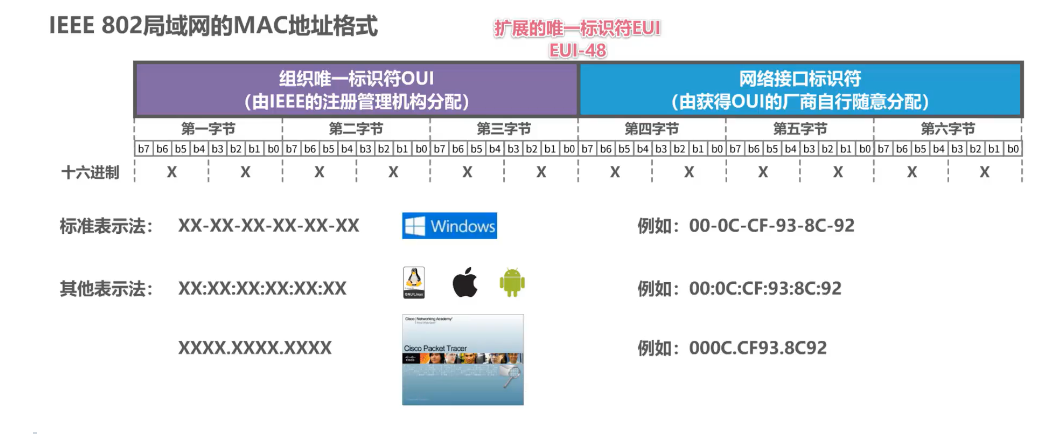 IEEE 802局域网的MAC地址格式
扩展的唯一标识符EUI
EUI-48
组织唯一标识符OUI
（由IEEE的注册管理机构分配）
网络接口标识符
（由获得OUI的厂商自行随意分配）
第一字节 第二字节 第三字节 第四字节 第五字节 第六字节
b7 b6 b5 b4 b3 b2 b1 b0 b7 b6 b5 b4 b3 b2 b1 b0 b7 b6 b5 b4 b3 b2 b1 b0 b7 b6 b5 b4 b3 b2 b1 b0 b7 b6 b5 b4 b3 b2 b1 b0 b7 b6 b5 b4 b3 b2 b1 b0
十六进制 X X X X X X X X X X X X
标准表示法： XX-XX-XX-XX-XX-XX Windows 例如：00-0C-CF-93-8C-92
其他表示法： XX:XX:XX:XX:XX:XX 例如：00:0C:CF:93:8C:92
Cisco Networking Academy
XXXX.XXXX.XXXX Cisco Packet Tracer 例如：000C.CF93.8C92